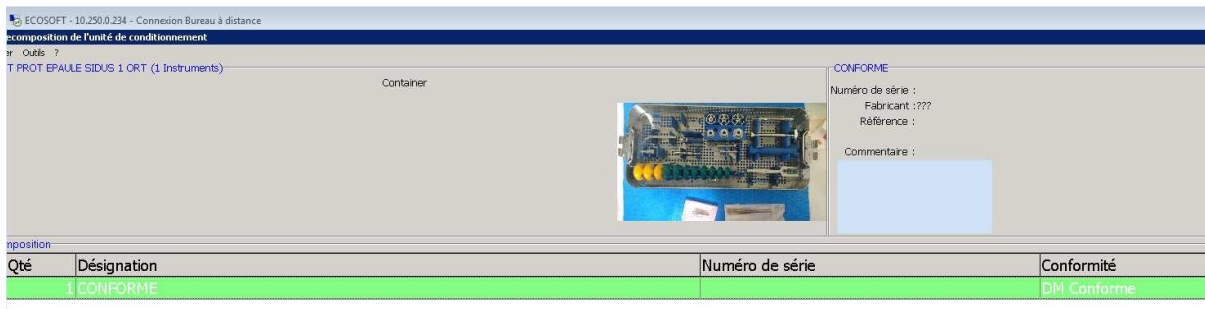 ECOSOFT - 10.250.0.234 - Connexion Bureau à distance
ecomposition de l'unité de conditionnement
er Outils ?
T PROT EPAULE SIDUS 1 ORT (1 Instruments)
Container
CONFORME
Numéro de série :
Fabricant :???
Référence :
Commentaire :
mposition
Qté Désignation Numéro de série Conformité
1 CONFORME DM Conforme